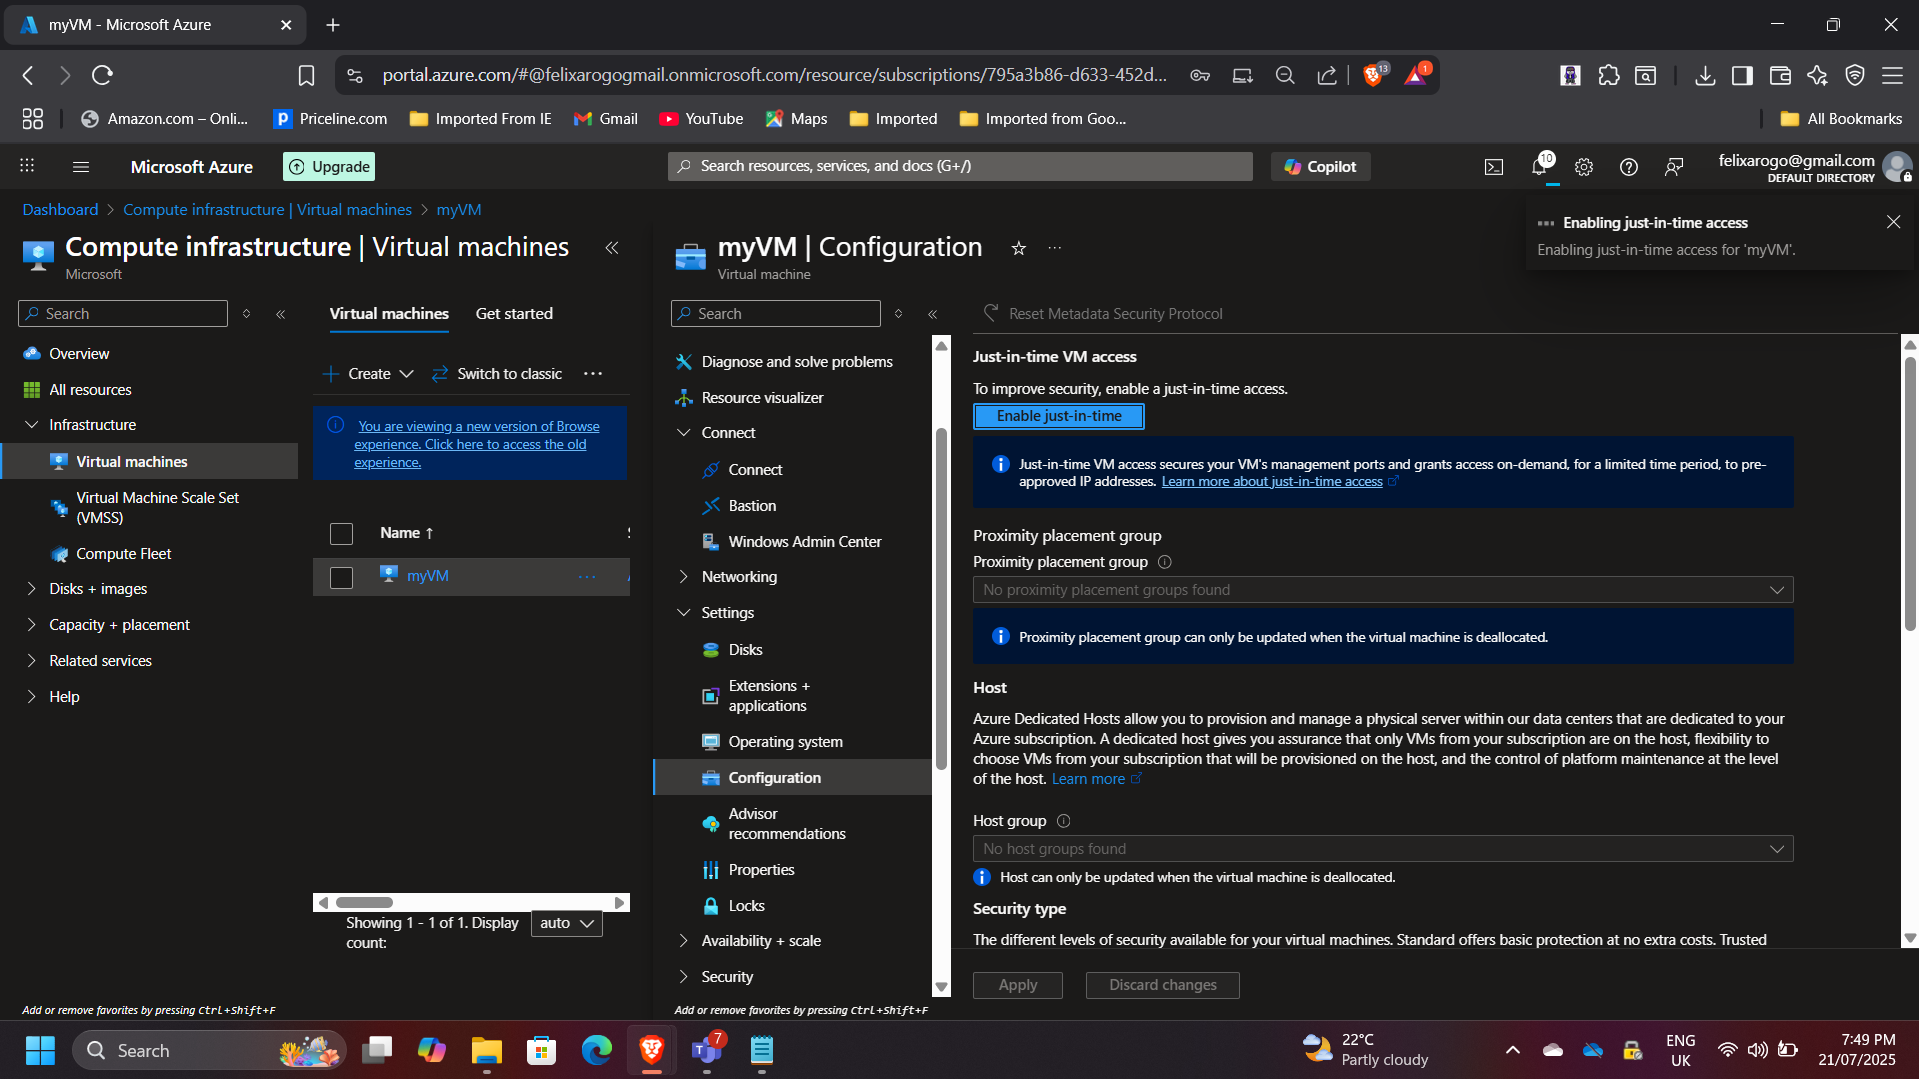 myVM - Microsoft Azure
portal.azure.com/#@felixarogogmail.onmicrosoft.com/resource/subscriptions/795a3b86-d633-452d...
13
1
Amazon.com – Onli...
Priceline.com
Imported From IE
Gmail
YouTube
Maps
Imported
Imported from Goo...
All Bookmarks
Microsoft Azure
Upgrade
Search resources, services, and docs (G+/)
Copilot
10
felixarogo@gmail.com
DEFAULT DIRECTORY
Dashboard > Compute infrastructure | Virtual machines > myVM
Enabling just-in-time access
Enabling just-in-time access for 'myVM'.
Compute infrastructure | Virtual machines
Microsoft
Search
Overview
All resources
Infrastructure
Virtual machines
Virtual Machine Scale Set
(VMSS)
Compute Fleet
Disks + images
Capacity + placement
Related services
Help
Add or remove favorites by pressing Ctrl+Shift+F
Virtual machines
Get started
Create
Switch to classic
You are viewing a new version of Browse
experience. Click here to access the old
experience.
Name ↑
myVM
Showing 1 - 1 of 1. Display
count:
auto
myVM | Configuration
Virtual machine
Search
Diagnose and solve problems
Resource visualizer
Connect
Connect
Bastion
Windows Admin Center
Networking
Settings
Disks
Extensions +
applications
Operating system
Configuration
Advisor
recommendations
Properties
Locks
Availability + scale
Security
Add or remove favorites by pressing Ctrl+Shift+F
Reset Metadata Security Protocol
Just-in-time VM access
To improve security, enable a just-in-time access.
Enable just-in-time
Just-in-time VM access secures your VM's management ports and grants access on-demand, for a limited time period, to pre-
approved IP addresses. Learn more about just-in-time access
Proximity placement group
Proximity placement group
No proximity placement groups found
Proximity placement group can only be updated when the virtual machine is deallocated.
Host
Azure Dedicated Hosts allow you to provision and manage a physical server within our data centers that are dedicated to your
Azure subscription. A dedicated host gives you assurance that only VMs from your subscription are on the host, flexibility to
choose VMs from your subscription that will be provisioned on the host, and the control of platform maintenance at the level
of the host. Learn more
Host group
No host groups found
Host can only be updated when the virtual machine is deallocated.
Security type
The different levels of security available for your virtual machines. Standard offers basic protection at no extra costs. Trusted
Apply
Discard changes
Search
7
22°C
Partly cloudy
ENG
UK
7:49 PM
21/07/2025